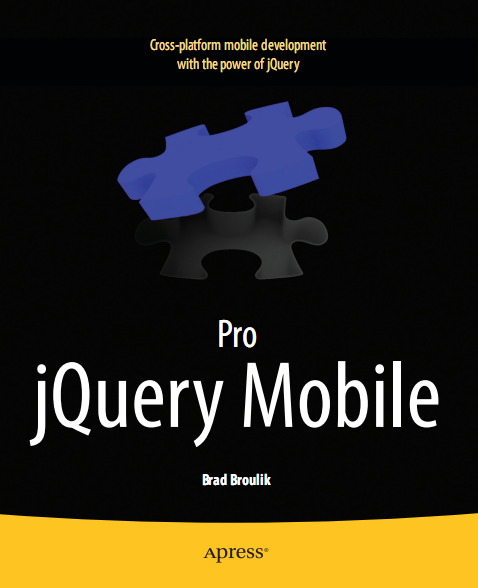 Cross-platform mobile development
with the power of jQuery
Pro
jQuery Mobile
Brad Broulik
Apress®